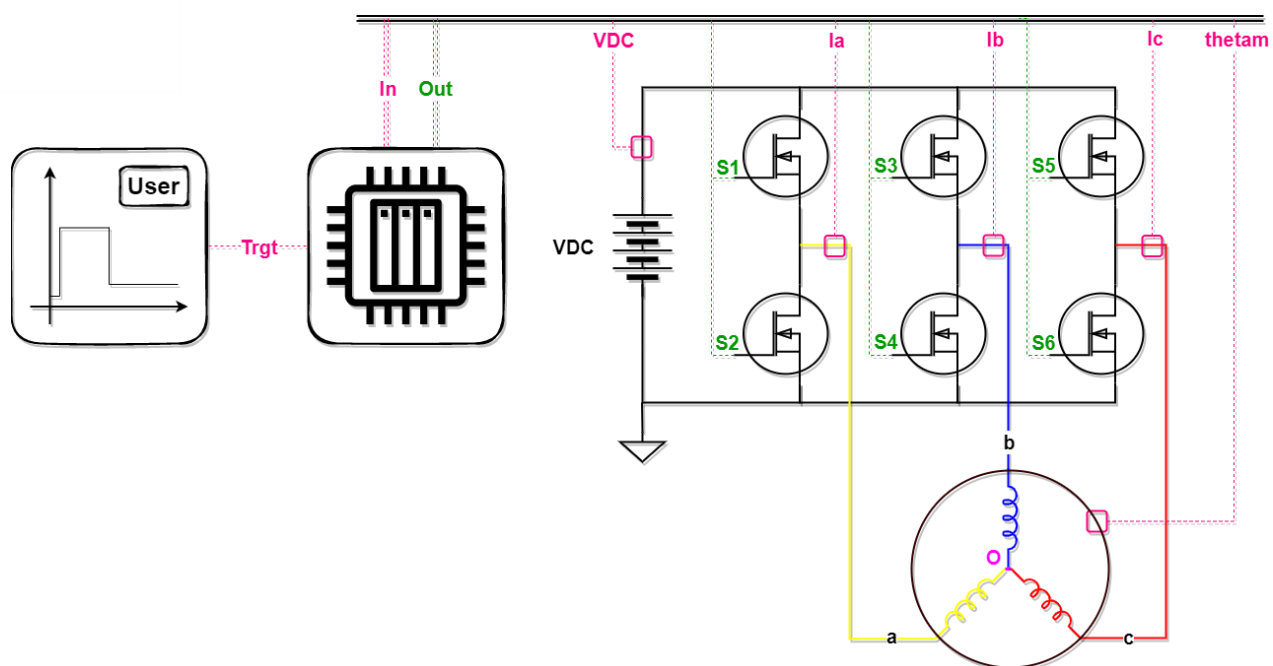 VDC
Ia
Ib
Ic
thetam
In
Out
User
S1
S3
S5
Trgt
VDC
S2
S4
S6
b
O
a
c